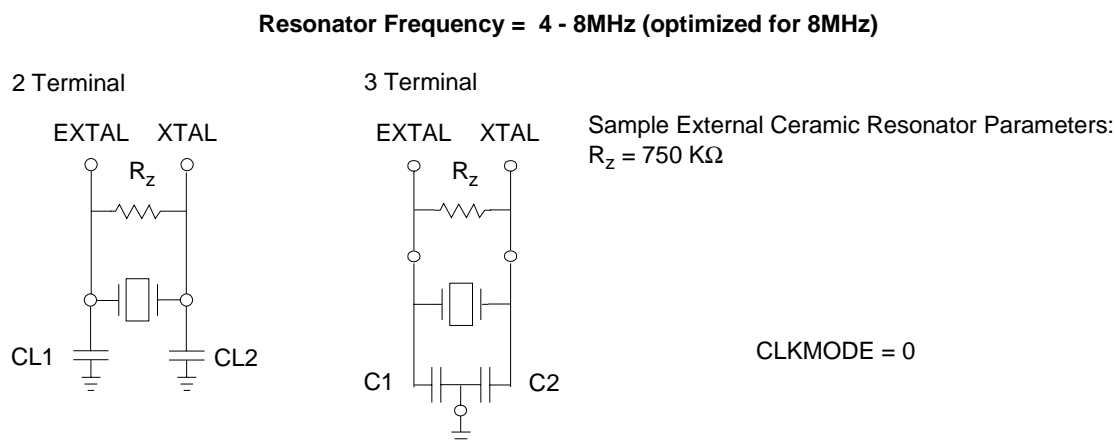 Resonator Frequency = 4 - 8MHz (optimized for 8MHz)
2 Terminal
3 Terminal
EXTAL XTAL
EXTAL XTAL
Sample External Ceramic Resonator Parameters:
Rz = 750 KΩ
Rz
Rz
CL1
CL2
C1
C2
CLKMODE = 0